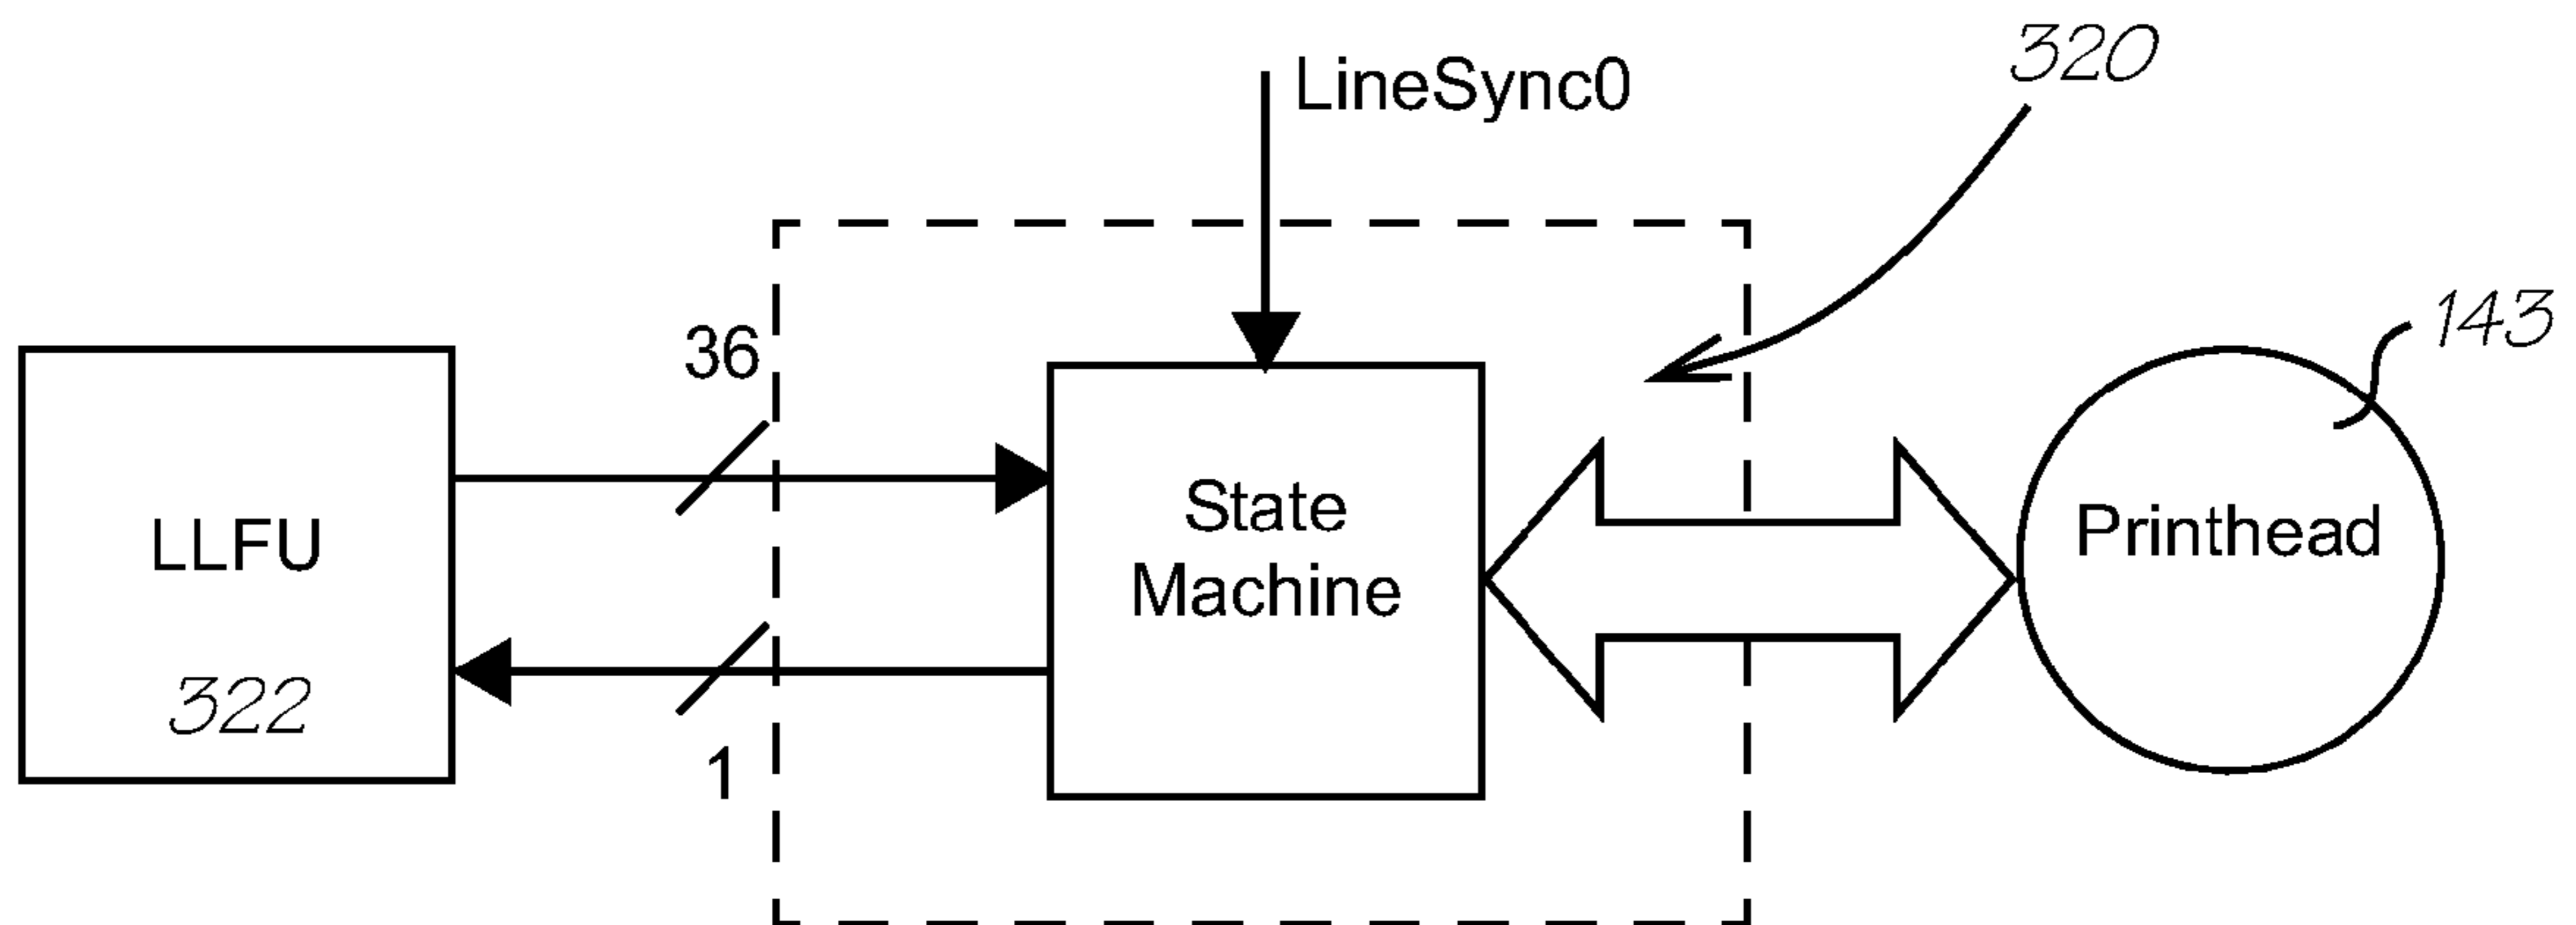 LineSync0
320
36
143
LLFU
322
State
Machine
Printhead
1